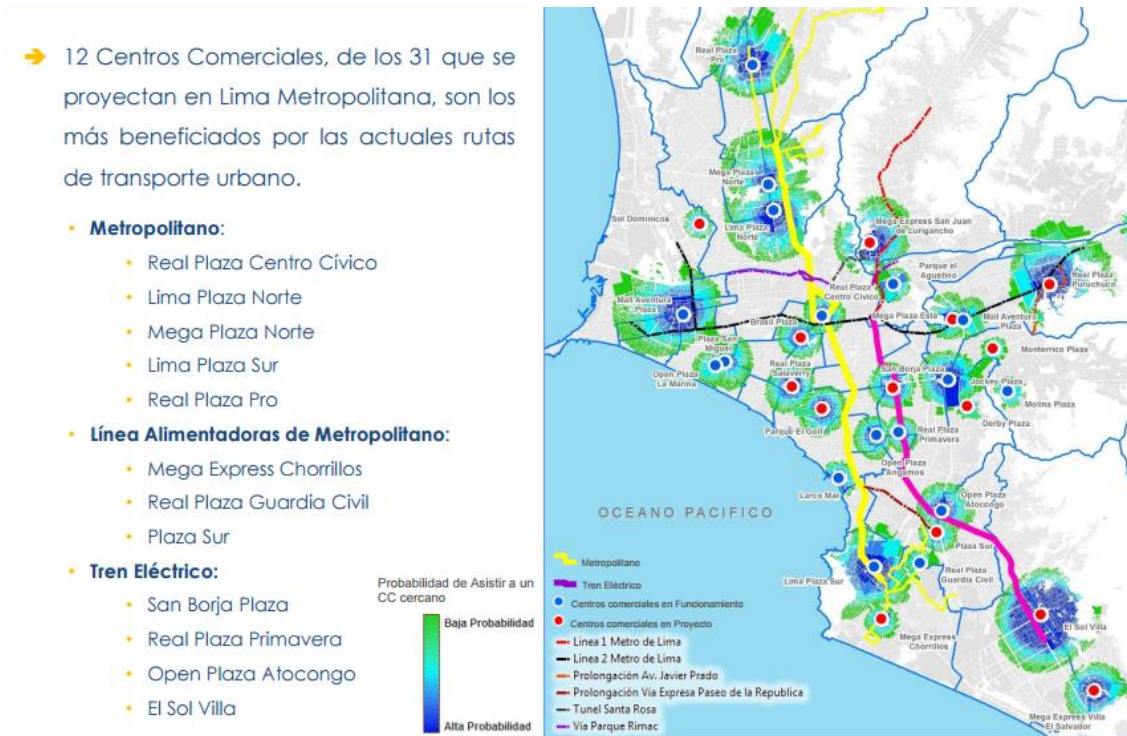 12 Centros Comerciales, de los 31 que se
proyectan en Lima Metropolitana, son los
más beneficiados por las actuales rutas
de transporte urbano.
Metropolitano:
Real Plaza Centro Cívico
Lima Plaza Norte
Mega Plaza Norte
Lima Plaza Sur
Real Plaza Pro
Línea Alimentadoras de Metropolitano:
Mega Express Chorrillos
Real Plaza Guardia Civil
Plaza Sur
Tren Eléctrico:
San Borja Plaza
Real Plaza Primavera
Open Plaza Atocongo
El Sol Villa
Probabilidad de Asistir a un
CC cercano
Baja Probabilidad
Alta Probabilidad
Real Plaza
Pro
Mega Plaza
Norte
Sol Dominicos
Lima Plaza
Norte
Mega Express San Juan
de Lurigancho
Parque el
Agustino
Real Plaza
Puruchuco
Mall Aventura
Plaza
Real Plaza
Centro Cívico
Brasil Plaza
Mega Plaza Este
Mall Aventura
Plaza
Plaza San
Miguel
Monterrico Plaza
Open Plaza
La Marina
Real Plaza
Salaverry
San Borja Plaza
Jockey Plaza
Molina Plaza
Derby Plaza
Parque El Golf
Real Plaza
Primavera
Open Plaza
Angamos
Larco Mar
Open Plaza
Atocongo
OCEANO PACIFICO
Plaza Sur
Lima Plaza Sur
Real Plaza
Guardia Civil
El Sol Villa
Mega Express
Chorrillos
Mega Express Villa
El Salvador
Metropolitano
Tren Eléctrico
Centros comerciales en Funcionamiento
Centros comerciales en Proyecto
Linea 1 Metro de Lima
Linea 2 Metro de Lima
Prolongación Av. Javier Prado
Prolongación Vía Expresa Paseo de la Republica
Tunel Santa Rosa
Vía Parque Rimac